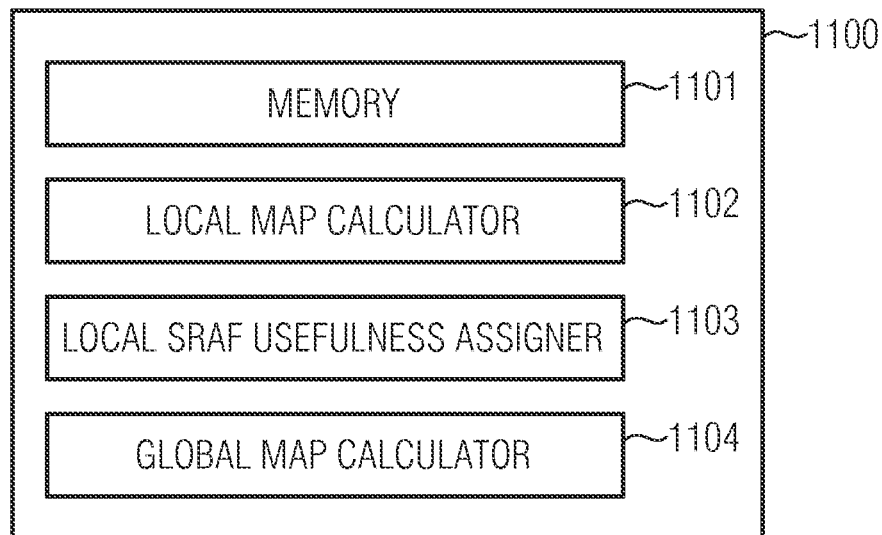 1100
MEMORY 1101
LOCAL MAP CALCULATOR 1102
LOCAL SRAF USEFULNESS ASSIGNER 1103
GLOBAL MAP CALCULATOR 1104